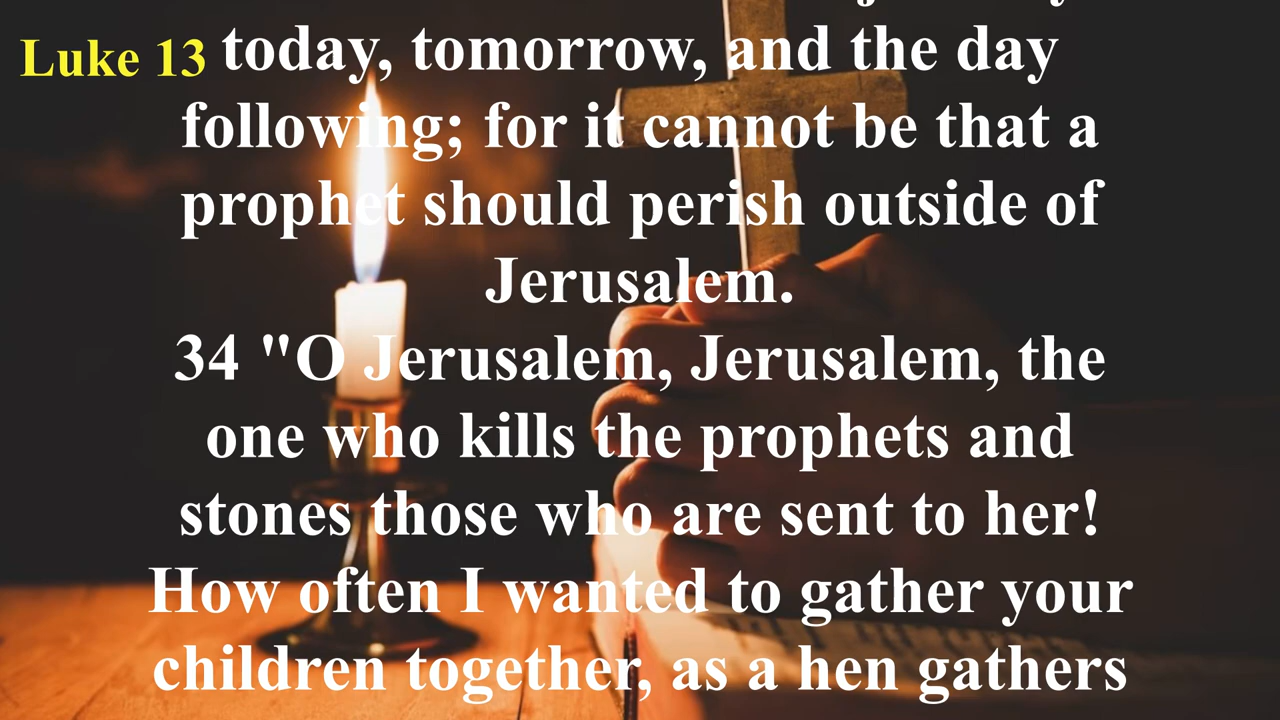 Luke 13
today, tomorrow, and the day
following; for it cannot be that a
prophet should perish outside of
Jerusalem.
34 "O Jerusalem, Jerusalem, the
one who kills the prophets and
stones those who are sent to her!
How often I wanted to gather your
children together, as a hen gathers